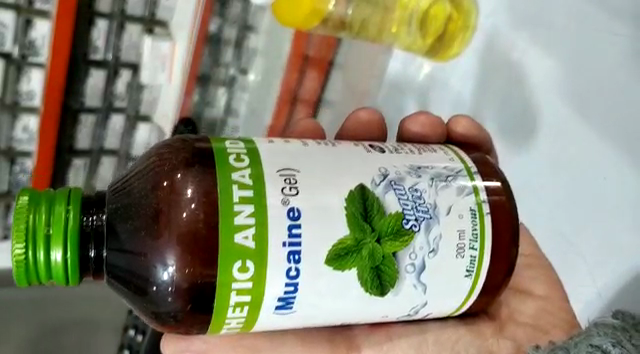 THETIC ANTACID
(Mucaine® Gel)
Sugar
free
200 ml
Mint Flavour